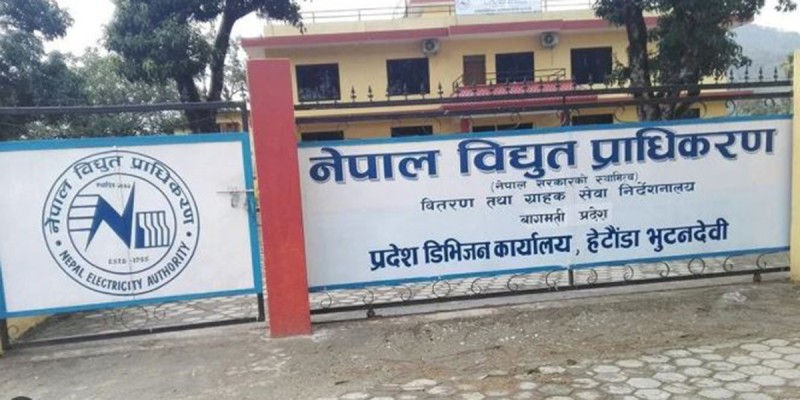 नेपाल विद्युत प्राधिकरण
NEPAL ELECTRICITY AUTHORITY
नेपाल विद्युत प्राधिकरण
(नेपाल सरकारको स्वामित्व)
वितरण तथा ग्राहक सेवा निर्देशनालय
बागमती प्रदेश
प्रदेश डिभिजन कार्यालय, हेटौंडा भुटनदेवी